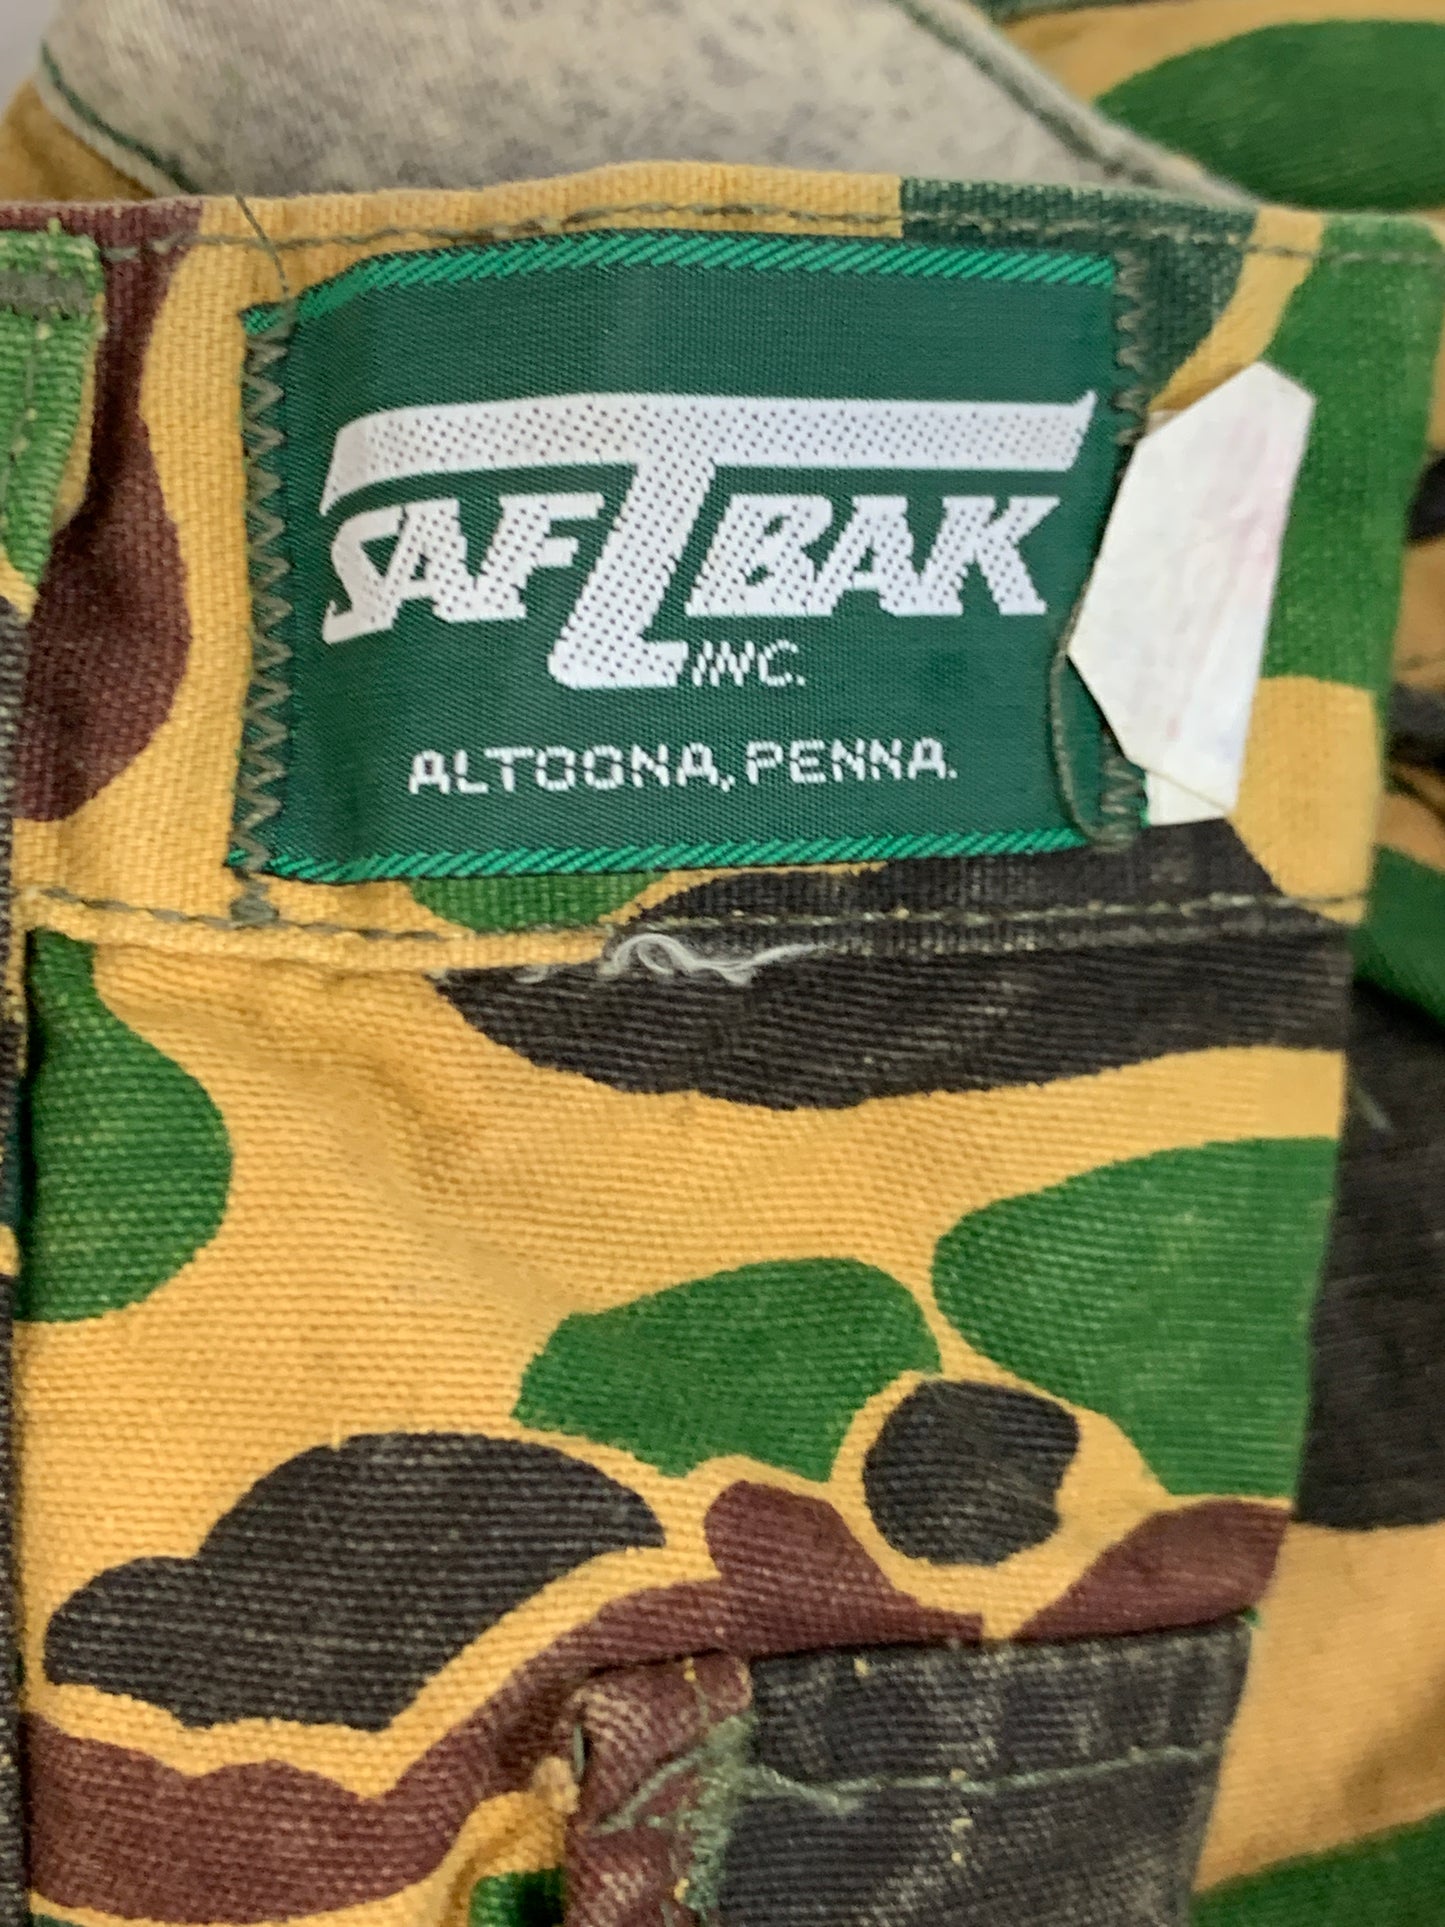 SAFTBAK
INC.
ALTOONA, PENNA.